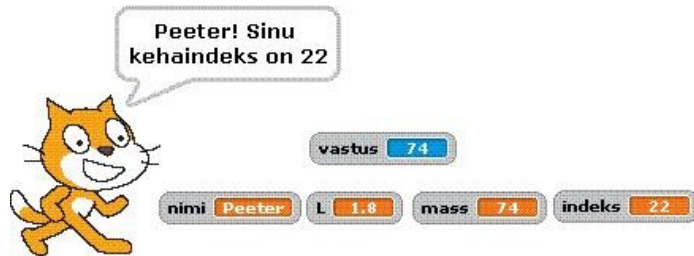 Peeter! Sinu
kehaindeks on 22
vastus 74
nimi Peeter L 1.8 mass 74 indeks 22